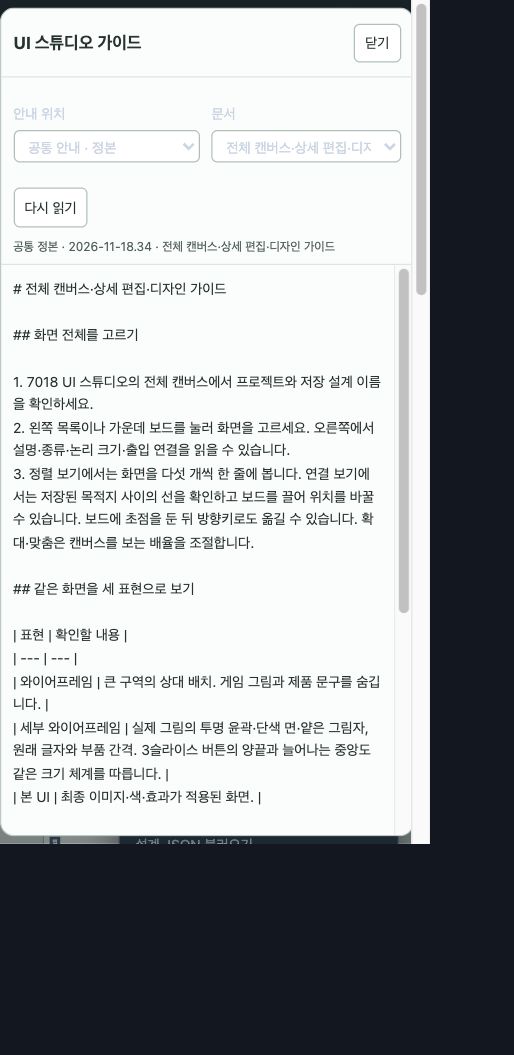 UI 스튜디오 가이드
닫기
안내 위치
문서
공통 안내 · 정본
전체 캔버스·상세 편집·디자
다시 읽기
공통 정본 · 2026-11-18.34 · 전체 캔버스·상세 편집·디자인 가이드
# 전체 캔버스·상세 편집·디자인 가이드
## 화면 전체를 고르기
1. 7018 UI 스튜디오의 전체 캔버스에서 프로젝트와 저장 설계 이름
을 확인하세요.
2. 왼쪽 목록이나 가운데 보드를 눌러 화면을 고르세요. 오른쪽에서
설명·종류·논리 크기·출입 연결을 읽을 수 있습니다.
3. 정렬 보기에서는 화면을 다섯 개씩 한 줄에 봅니다. 연결 보기에
서는 저장된 목적지 사이의 선을 확인하고 보드를 끌어 위치를 바꿀
수 있습니다. 보드에 초점을 둔 뒤 방향키로도 옮길 수 있습니다. 확
대·맞춤은 캔버스를 보는 배율을 조절합니다.
## 같은 화면을 세 표현으로 보기
| 표현 | 확인할 내용 |
| --- | --- |
| 와이어프레임 | 큰 구역의 상대 배치. 게임 그림과 제품 문구를 숨깁
니다. |
| 세부 와이어프레임 | 실제 그림의 투명 윤곽·단색 면·얕은 그림자,
원래 글자와 부품 간격. 3슬라이스 버튼의 양끝과 늘어나는 중앙도
같은 크기 체계를 따릅니다. |
| 본 UI | 최종 이미지·색·효과가 적용된 화면. |
설계 JSON 불러오기